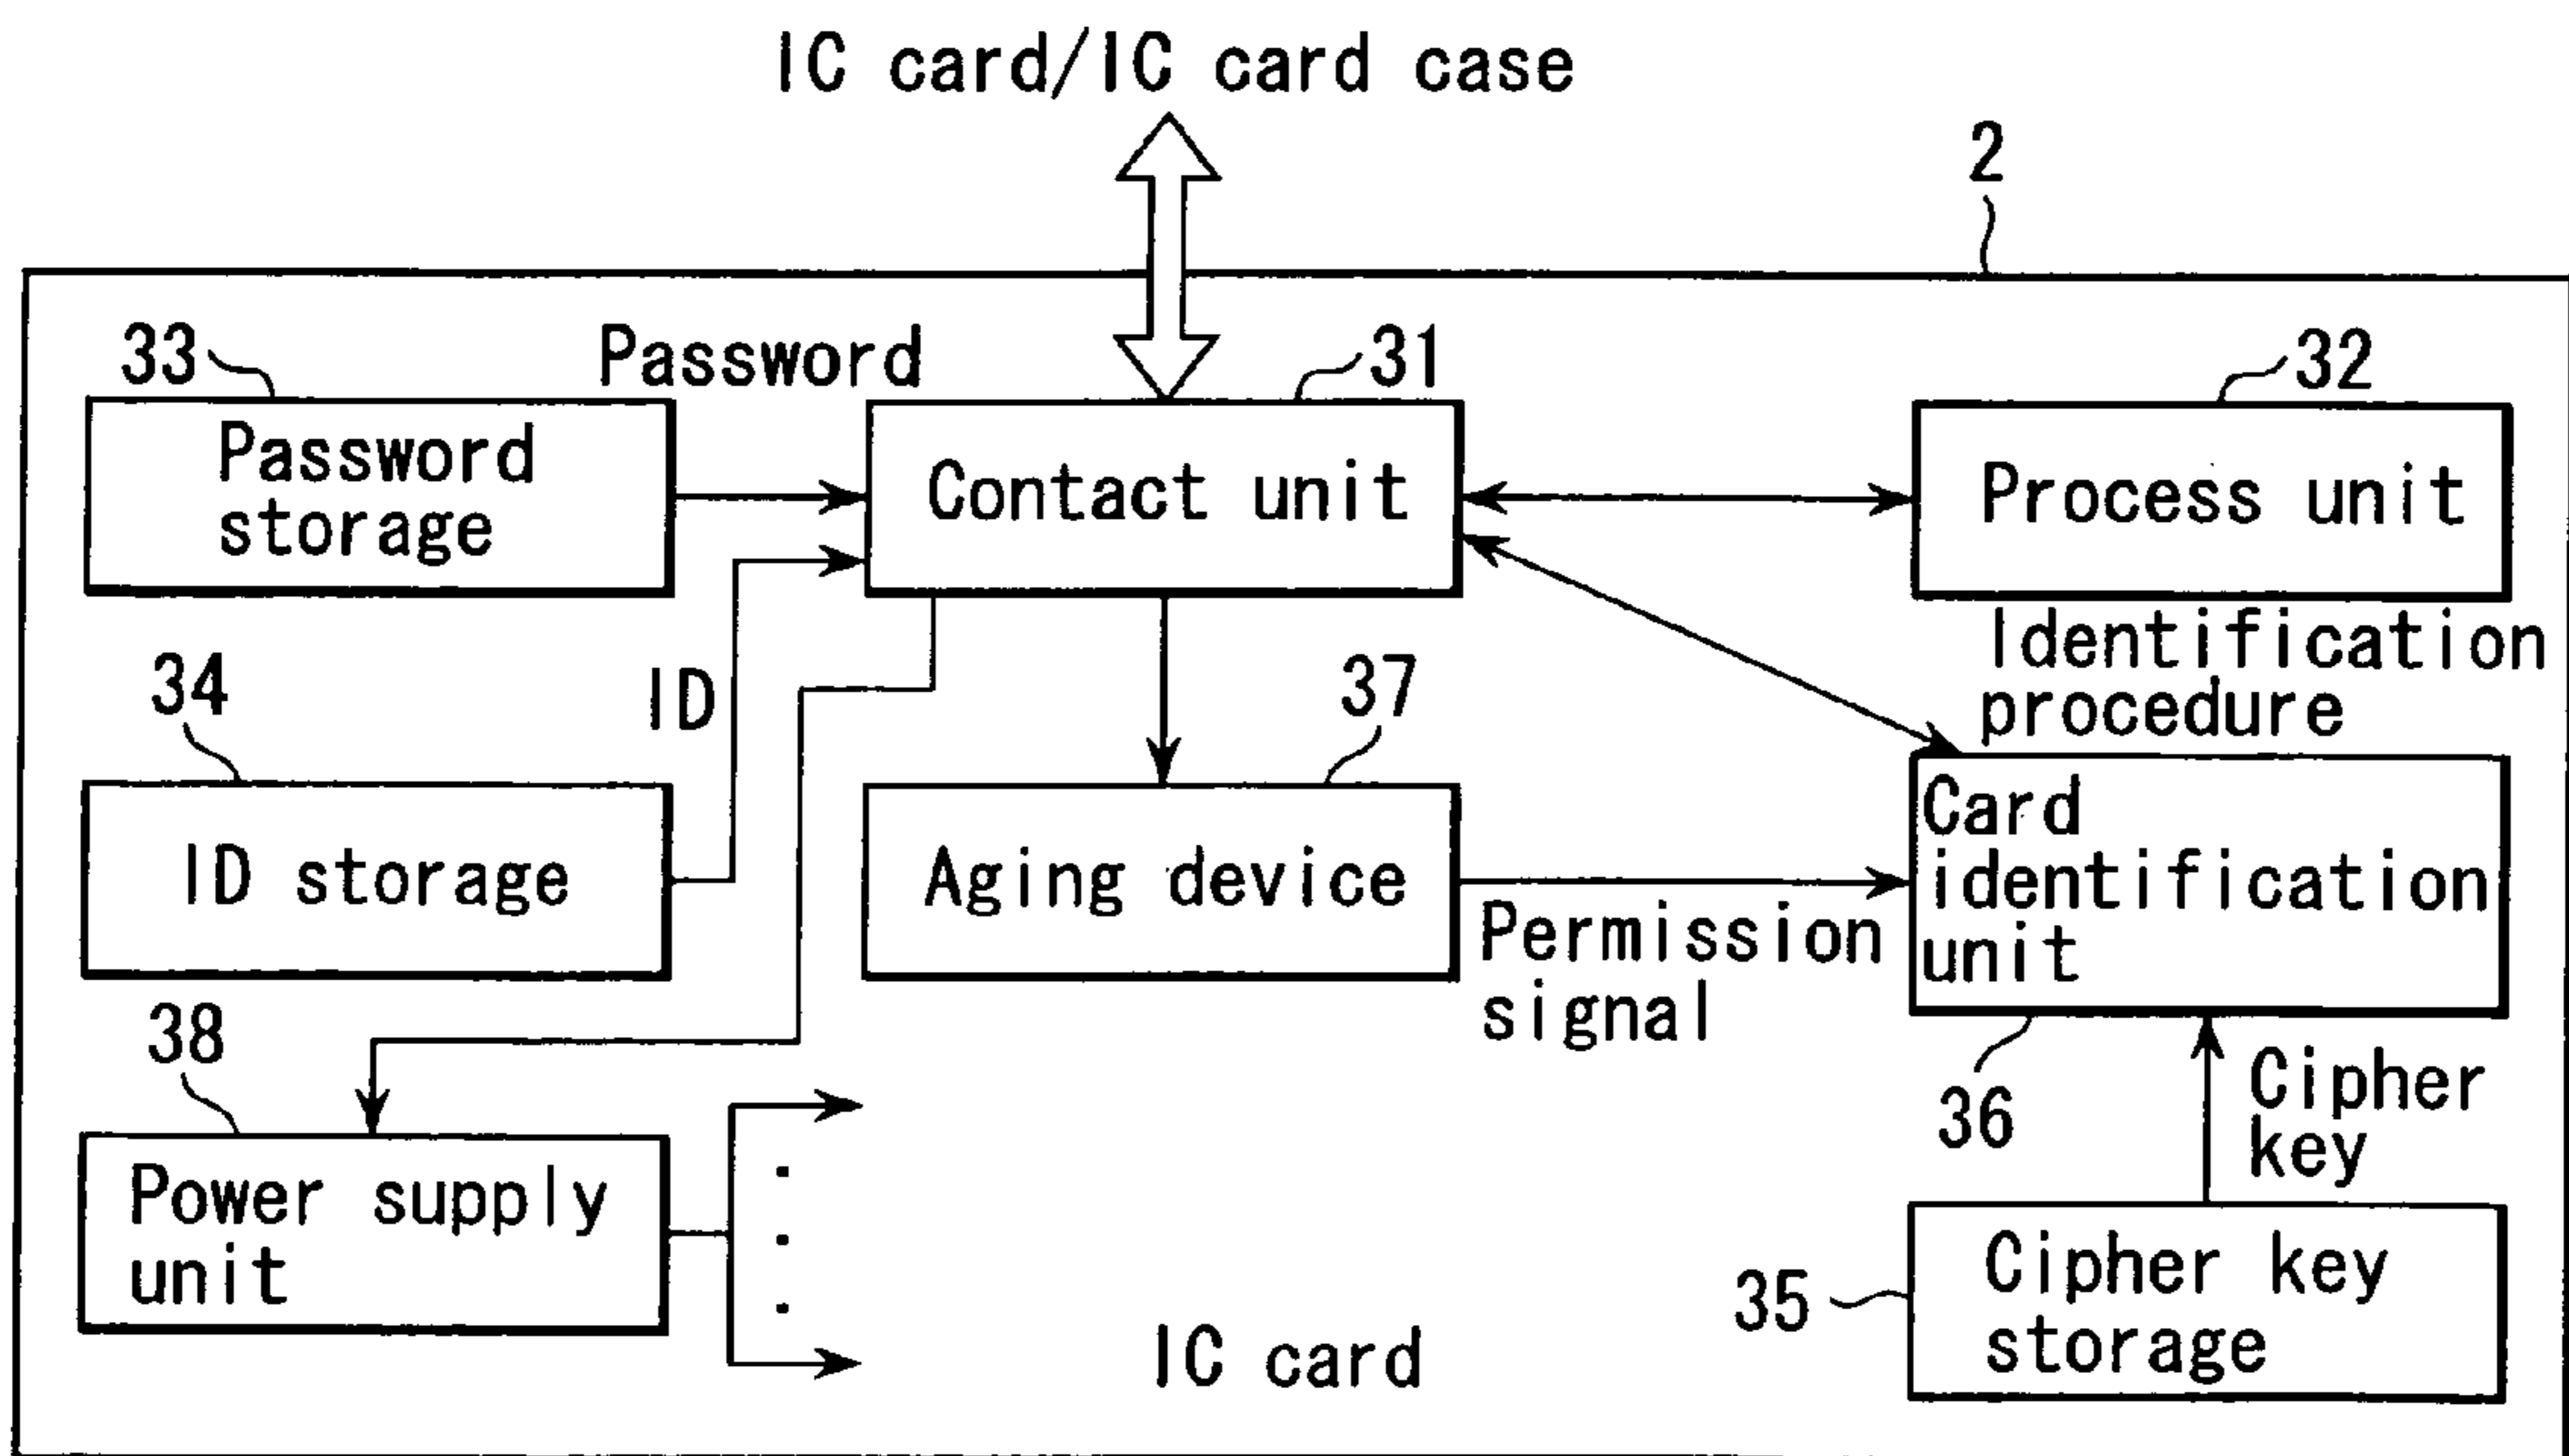 IC card/IC card case
2
33
Password
31
32
Password
storage
Contact unit
Process unit
Identification
procedure
34
ID
37
ID storage
Aging device
Card
identification
unit
Permission
signal
38
36
Cipher
key
Power supply
unit
35
Cipher key
storage
IC card